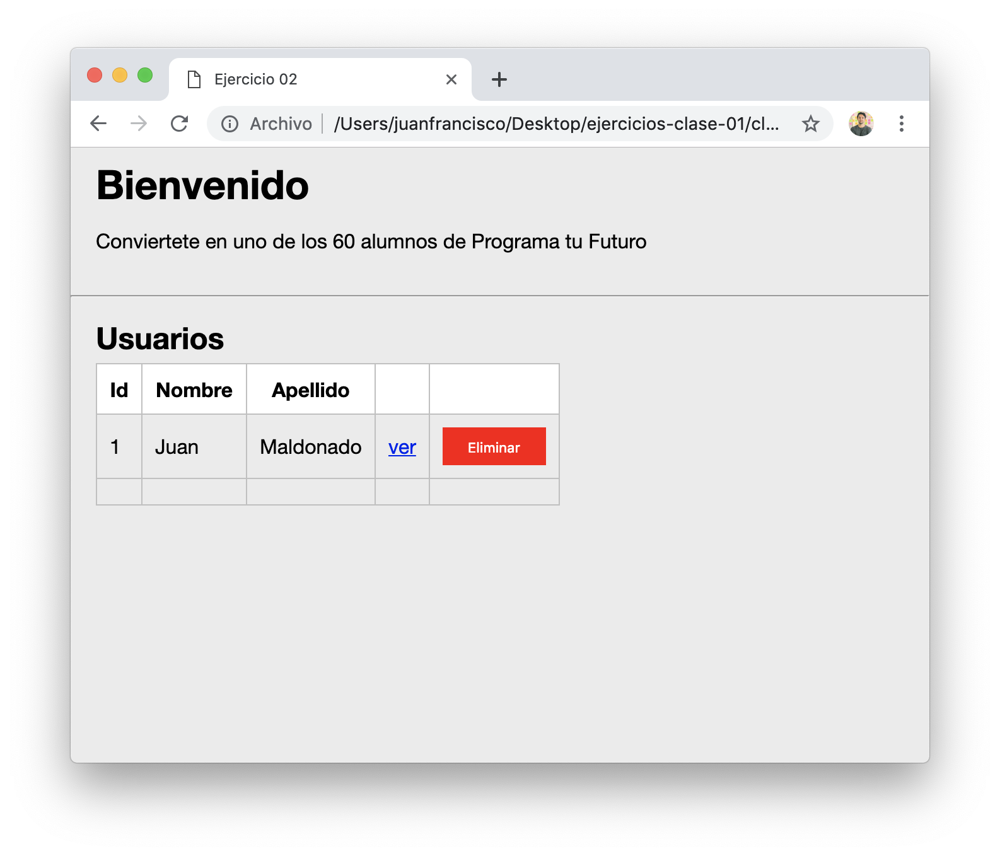 Ejercicio 02
Archivo /Users/juanfrancisco/Desktop/ejercicios-clase-01/cl...
Bienvenido
Conviertete en uno de los 60 alumnos de Programa tu Futuro
Usuarios
Id Nombre Apellido
1 Juan Maldonado ver Eliminar